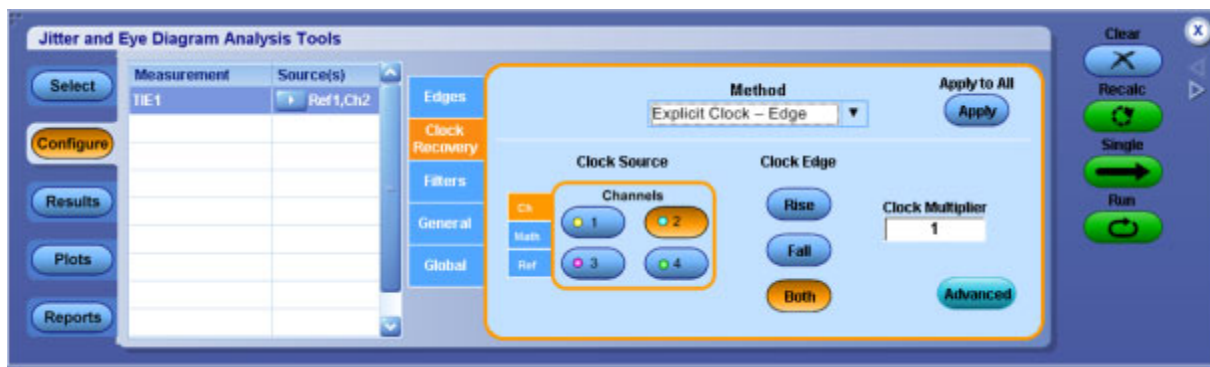 Jitter and Eye Diagram Analysis Tools
Select
Configure
Results
Plots
Reports
Measurement Source(s)
TIE1 Ref1,Ch2
Edges
Clock
Recovery
Filters
General
Global
Method
Explicit Clock – Edge
Apply to All
Apply
Clock Source
Ch
Math
Ref
Channels
1 2
3 4
Clock Edge
Rise
Fall
Both
Clock Multiplier
1
Advanced
Clear
X
Recalc
Single
Run